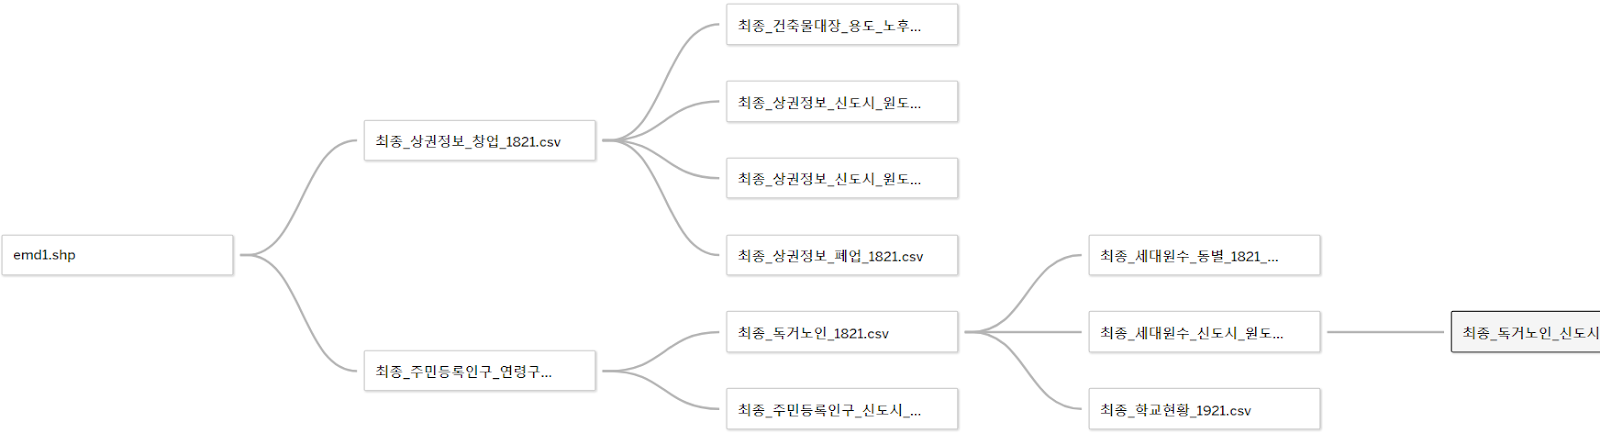 최종_건축물대장_용도_노후...
최종_상권정보_신도시_원도...
최종_상권정보_창업_1821.csv
최종_상권정보_신도시_원도...
emd1.shp
최종_상권정보_폐업_1821.csv
최종_세대원수_동별_1821_...
최종_독거노인_1821.csv
최종_세대원수_신도시_원도...
최종_독거노인_신도시
최종_주민등록인구_연령구...
최종_주민등록인구_신도시_...
최종_학교현황_1921.csv